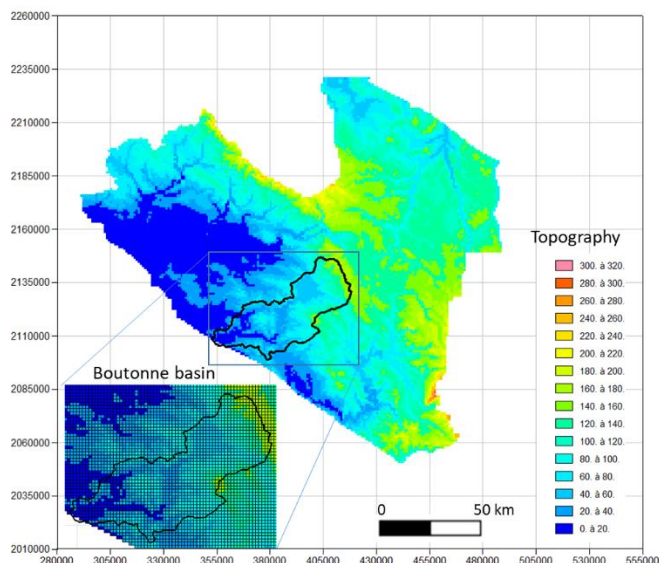 2260000
2235000
2210000
2185000
2160000
2135000
2110000
2085000
2060000
2035000
2010000
Topography
300. à 320.
280 à 300.
260 à 280.
240 à 260.
220 à 240.
200 à 220.
180 à 200.
160 à 180.
140 à 160.
120 à 140.
100 à 120.
80 à 100.
60 à 80.
40 à 60.
20 à 40.
0. à 20.
Boutonne basin
0 50 km
280000 305000 355000 380000 405000 430000 455000 480000 505000 530000 555000